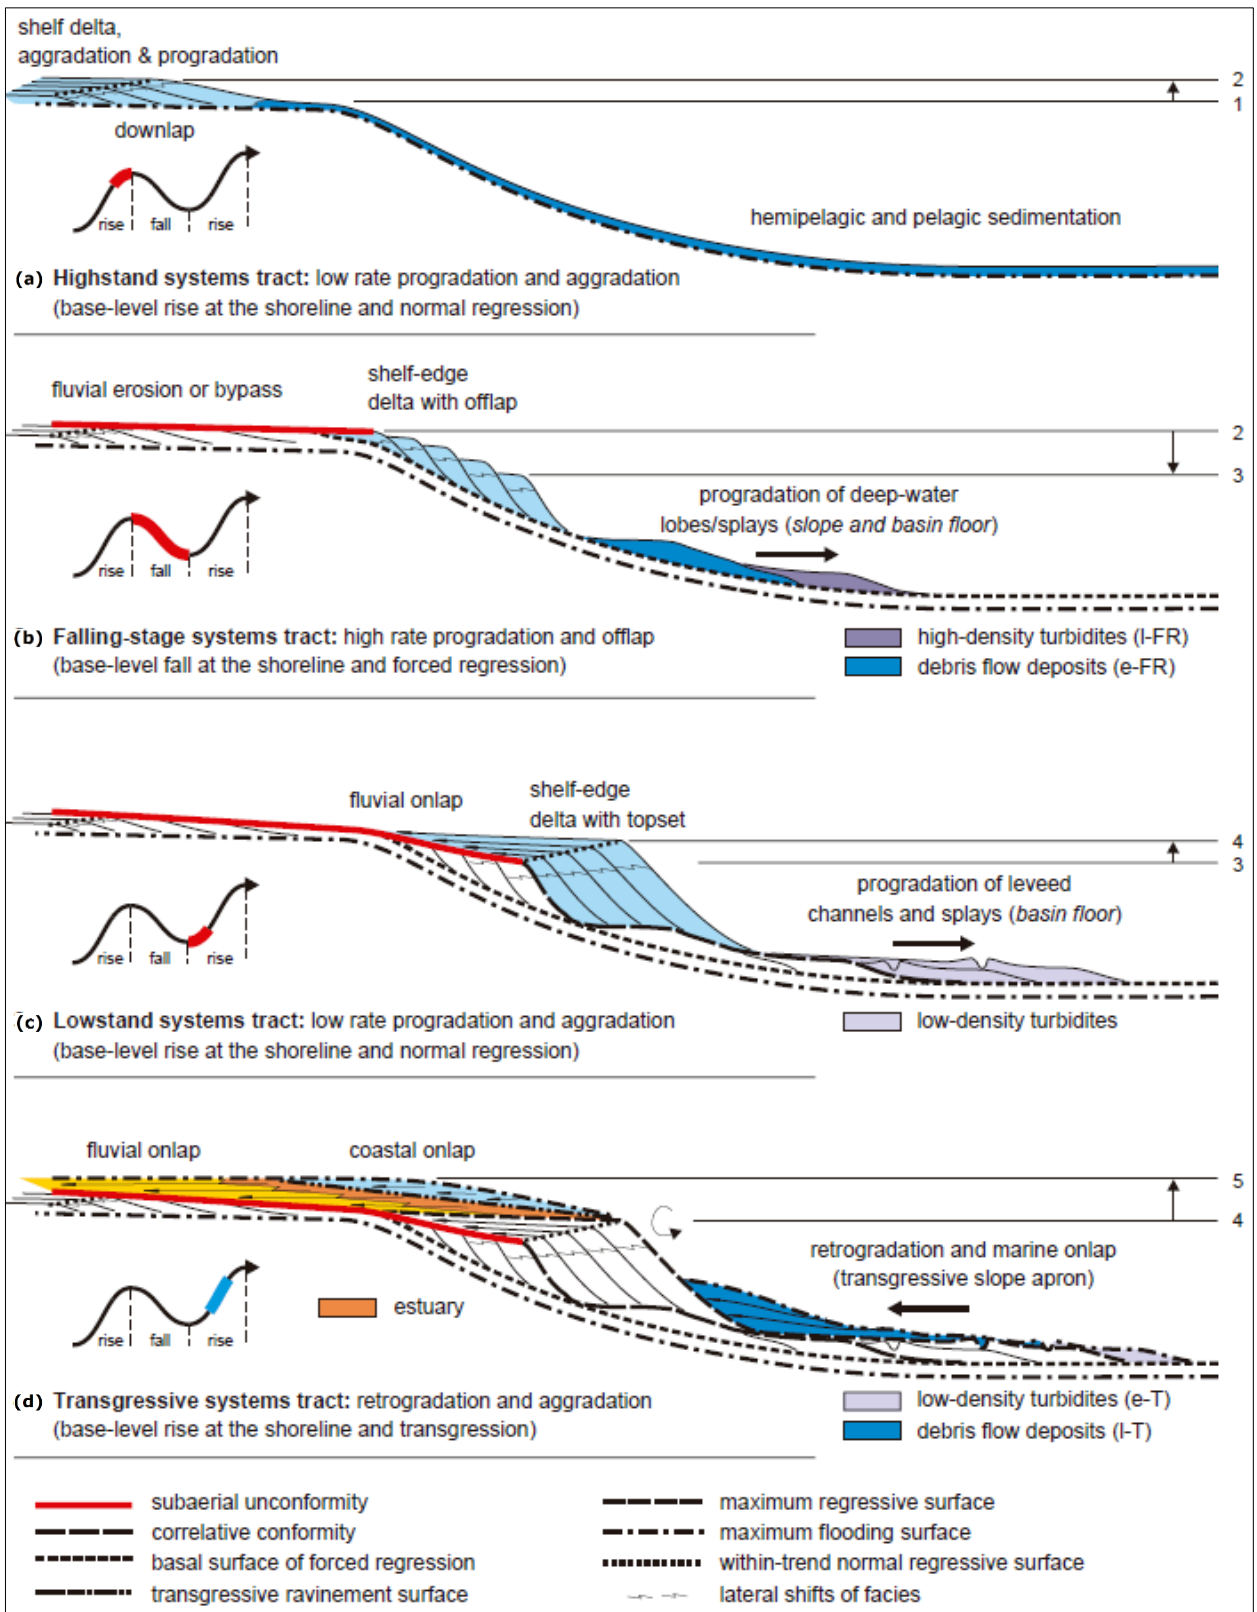 shelf delta,
aggradation & progradation
2
1
downlap
rise fall rise
hemipelagic and pelagic sedimentation
(a) Highstand systems tract: low rate progradation and aggradation
(base-level rise at the shoreline and normal regression)
fluvial erosion or bypass
shelf-edge
delta with offlap
2
3
progradation of deep-water
lobes/splays (slope and basin floor)
rise fall rise
(b) Falling-stage systems tract: high rate progradation and offlap
(base-level fall at the shoreline and forced regression)
high-density turbidites (l-FR)
debris flow deposits (e-FR)
fluvial onlap
shelf-edge
delta with topset
4
3
progradation of leveed
channels and splays (basin floor)
rise fall rise
(c) Lowstand systems tract: low rate progradation and aggradation
(base-level rise at the shoreline and normal regression)
low-density turbidites
fluvial onlap
coastal onlap
5
4
retrogradation and marine onlap
(transgressive slope apron)
rise fall rise
estuary
(d) Transgressive systems tract: retrogradation and aggradation
(base-level rise at the shoreline and transgression)
low-density turbidites (e-T)
debris flow deposits (l-T)
subaerial unconformity
correlative conformity
basal surface of forced regression
transgressive ravinement surface
maximum regressive surface
maximum flooding surface
within-trend normal regressive surface
lateral shifts of facies